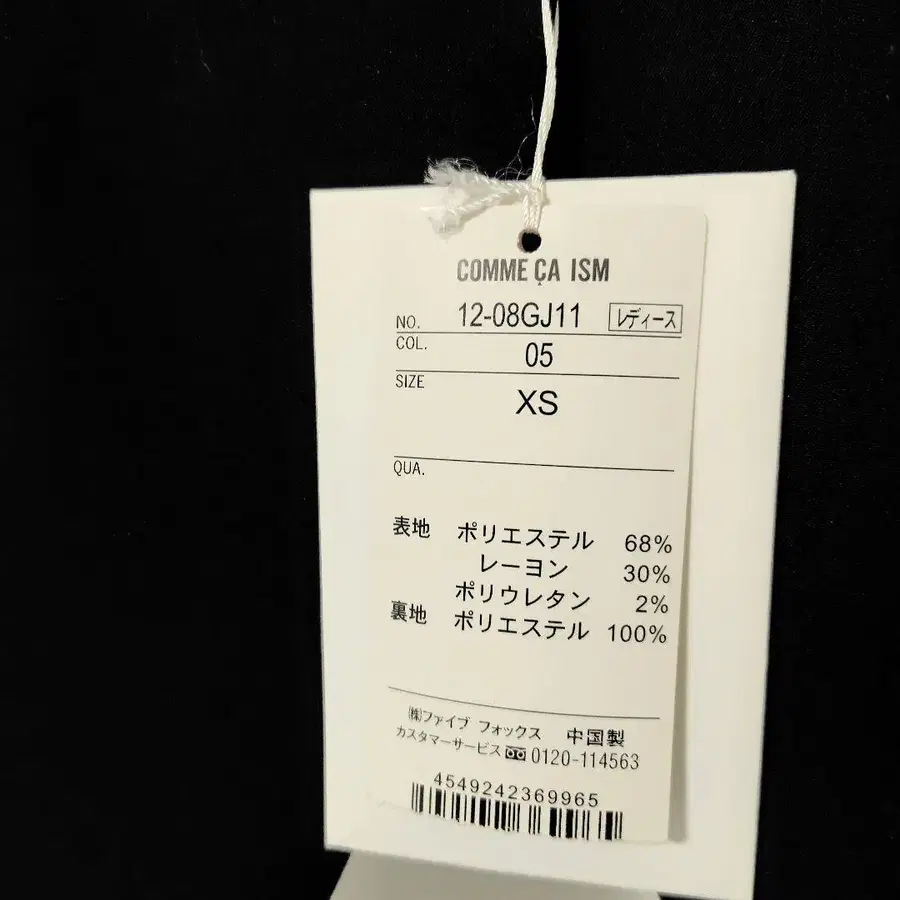 COMME ÇA ISM
NO. 12-08GJ11 レディース
COL. 05
SIZE XS
QUA.
表地 ポリエステル 68%
レーヨン 30%
ポリウレタン 2%
裏地 ポリエステル 100%
㈱ファイブ フォックス 中国製
カスタマーサービス 0120-114563
4549242369965